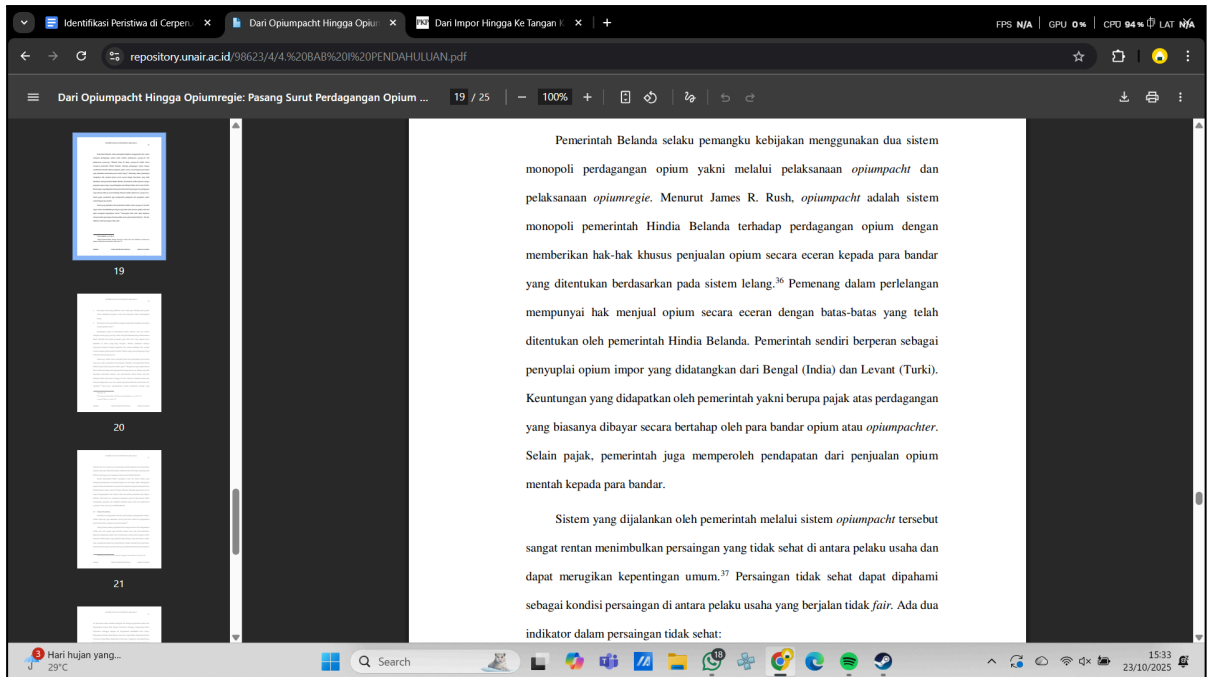 Identifikasi Peristiwa di Cerpen.
Dari Opiumpacht Hingga Opiun
PKP Dari Impor Hingga Ke Tangan K
FPS N/A GPU 0% CPU 94% LAT N/A
repository.unair.ac.id/98623/4/4.%20BAB%20I%20PENDAHULUAN.pdf
Dari Opiumpacht Hingga Opiumregie: Pasang Surut Perdagangan Opium ...
19 / 25
100%
19
20
21
Pemerintah Belanda selaku pemangku kebijakan menggunakan dua sistem
monopoli perdagangan opium yakni melalui pelaksanaan opiumpacht dan
pelaksanaan opiumregie. Menurut James R. Rush, opiumpacht adalah sistem
monopoli pemerintah Hindia Belanda terhadap perdagangan opium dengan
memberikan hak-hak khusus penjualan opium secara eceran kepada para bandar
yang ditentukan berdasarkan pada sistem lelang.36 Pemenang dalam perlelangan
mempunyai hak menjual opium secara eceran dengan batas-batas yang telah
ditentukan oleh pemerintah Hindia Belanda. Pemerintah sendiri berperan sebagai
penyuplai opium impor yang didatangkan dari Bengal (India) dan Levant (Turki).
Keuntungan yang didapatkan oleh pemerintah yakni berupa pajak atas perdagangan
yang biasanya dibayar secara bertahap oleh para bandar opium atau opiumpachter.
Selain pajak, pemerintah juga memperoleh pendapatan dari penjualan opium
mentah kepada para bandar.
Sistem yang dijalankan oleh pemerintah melalui sistem opiumpacht tersebut
sangat rentan menimbulkan persaingan yang tidak sehat di antara pelaku usaha dan
dapat merugikan kepentingan umum.37 Persaingan tidak sehat dapat dipahami
sebagai kondisi persaingan di antara pelaku usaha yang berjalan tidak fair. Ada dua
indikator dalam persaingan tidak sehat:
3
Hari hujan yang...
29°C
Search
18
15:33
23/10/2025